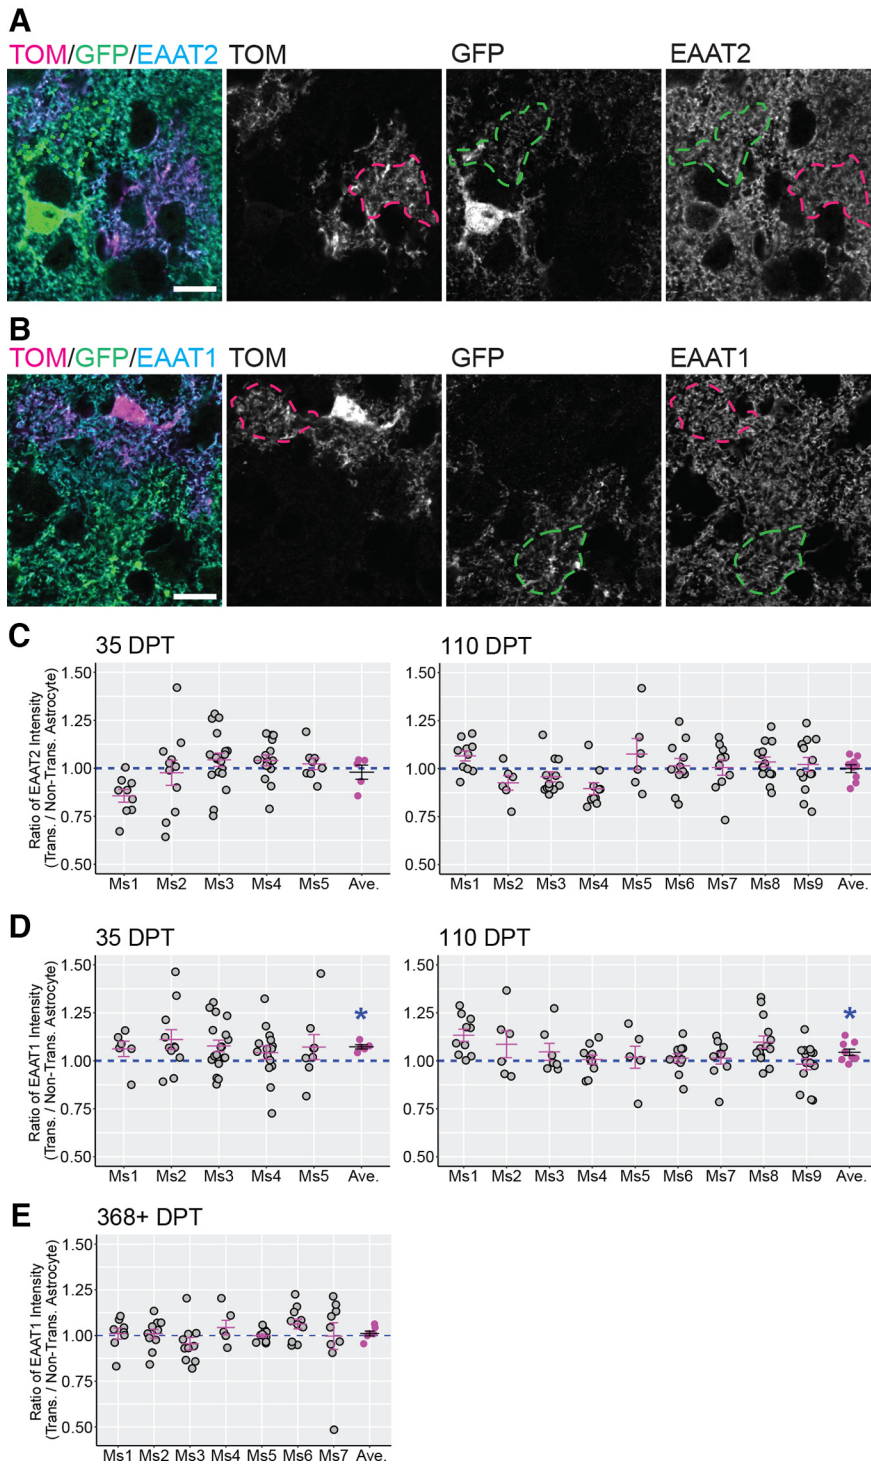 A
TOM/GFP/EAAT2 TOM GFP EAAT2
B
TOM/GFP/EAAT1 TOM GFP EAAT1
C
35 DPT 110 DPT
Ratio of EAAT2 Intensity
(Trans. / Non-Trans. Astrocyte)
1.50 1.50
1.25 1.25
1.00 1.00
0.75 0.75
0.50 0.50
Ms1 Ms2 Ms3 Ms4 Ms5 Ave. Ms1 Ms2 Ms3 Ms4 Ms5 Ms6 Ms7 Ms8 Ms9 Ave.
D
35 DPT 110 DPT
Ratio of EAAT1 Intensity
(Trans. / Non-Trans. Astrocyte)
1.50 1.50
1.25 * 1.25 *
1.00 1.00
0.75 0.75
0.50 0.50
Ms1 Ms2 Ms3 Ms4 Ms5 Ave. Ms1 Ms2 Ms3 Ms4 Ms5 Ms6 Ms7 Ms8 Ms9 Ave.
E
368+ DPT
Ratio of EAAT1 Intensity
(Trans. / Non-Trans. Astrocyte)
1.50
1.25
1.00
0.75
0.50
Ms1 Ms2 Ms3 Ms4 Ms5 Ms6 Ms7 Ave.